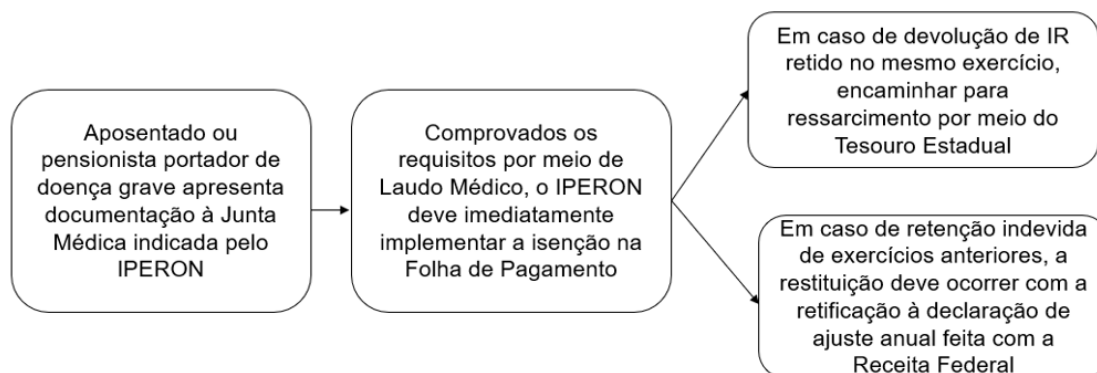 Aposentado ou
pensionista portador de
doença grave apresenta
documentação à Junta
Médica indicada pelo
IPERON
Comprovados os
requisitos por meio de
Laudo Médico, o IPERON
deve imediatamente
implementar a isenção na
Folha de Pagamento
Em caso de devolução de IR
retido no mesmo exercício,
encaminhar para
ressarcimento por meio do
Tesouro Estadual
Em caso de retenção indevida
de exercícios anteriores, a
restituição deve ocorrer com a
retificação à declaração de
ajuste anual feita com a
Receita Federal